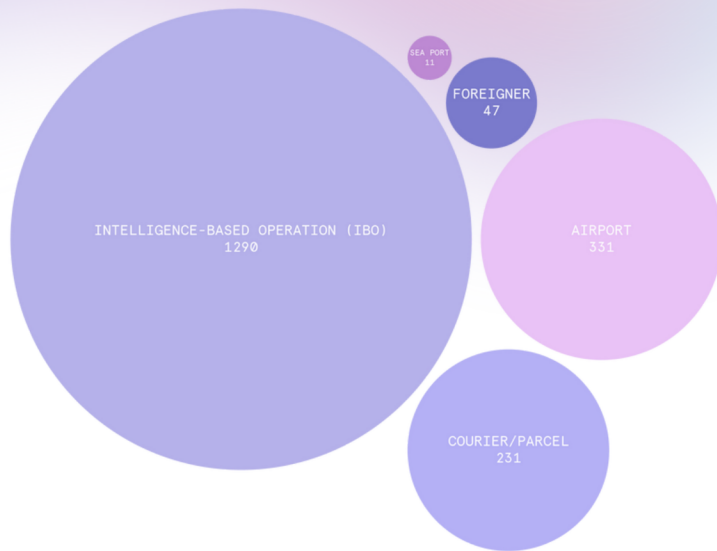 SEA PORT
11
FOREIGNER
47
INTELLIGENCE-BASED OPERATION (IBO)
1290
AIRPORT
331
COURIER/PARCEL
231